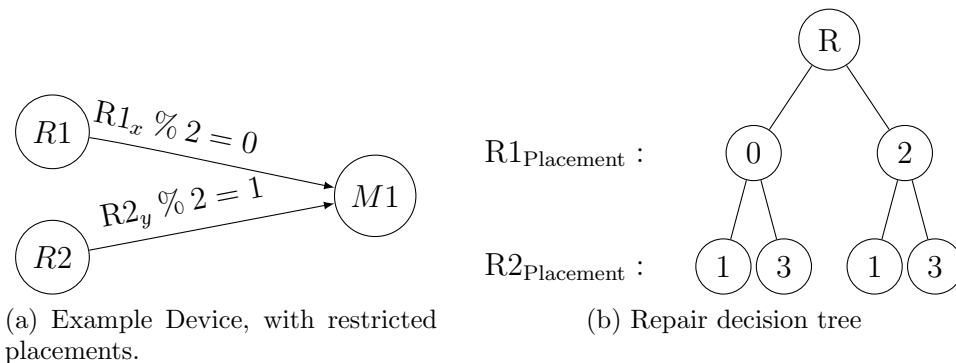 R1
R1x % 2 = 0
R2y % 2 = 1
R2
M1
(a) Example Device, with restricted
placements.
R
R1Placement : 0 2
R2Placement : 1 3 1 3
(b) Repair decision tree